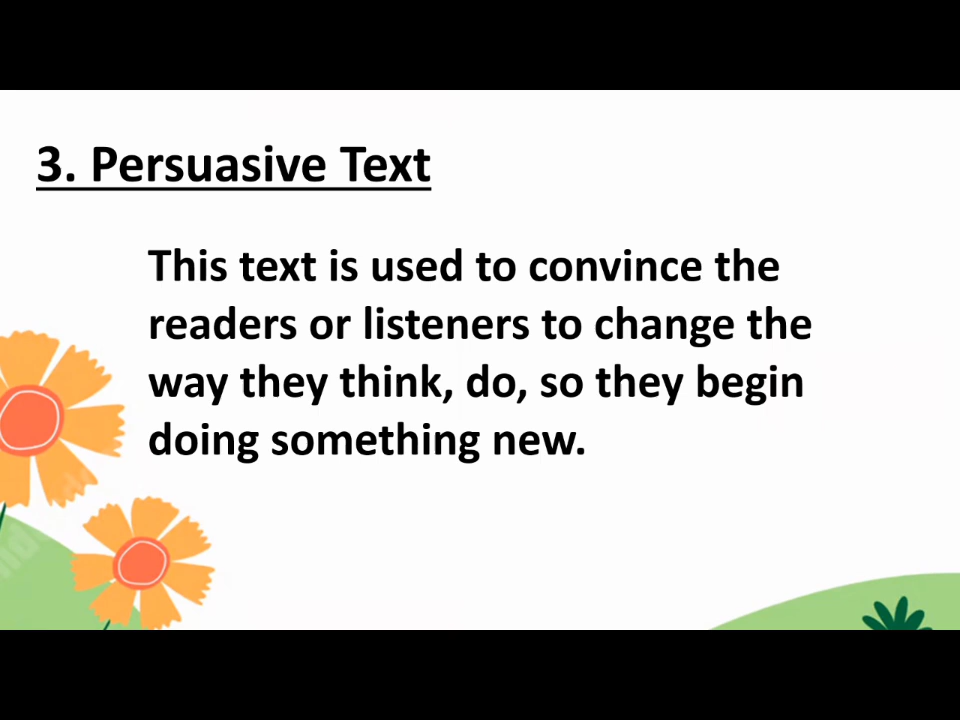 3. Persuasive Text
This text is used to convince the
readers or listeners to change the
way they think, do, so they begin
doing something new.